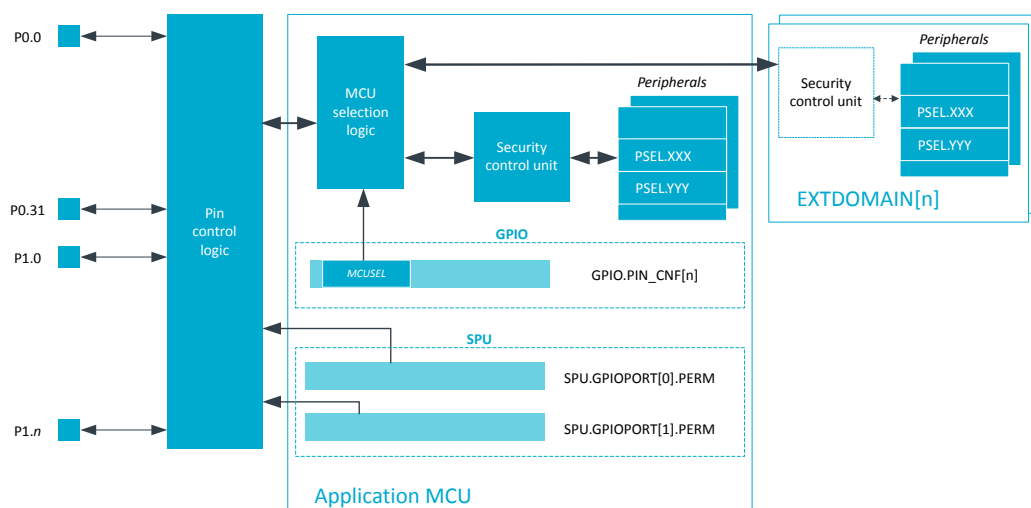 P0.0
P0.31
P1.0
P1.n
Pin
control
logic
MCU
selection
logic
Security
control unit
Peripherals
PSEL.XXX
PSEL.YYY
GPIO
MCUSEL
GPIO.PIN_CNF[n]
SPU
SPU.GPIOPORT[0].PERM
SPU.GPIOPORT[1].PERM
Application MCU
Security
control unit
Peripherals
PSEL.XXX
PSEL.YYY
EXTDOMAIN[n]